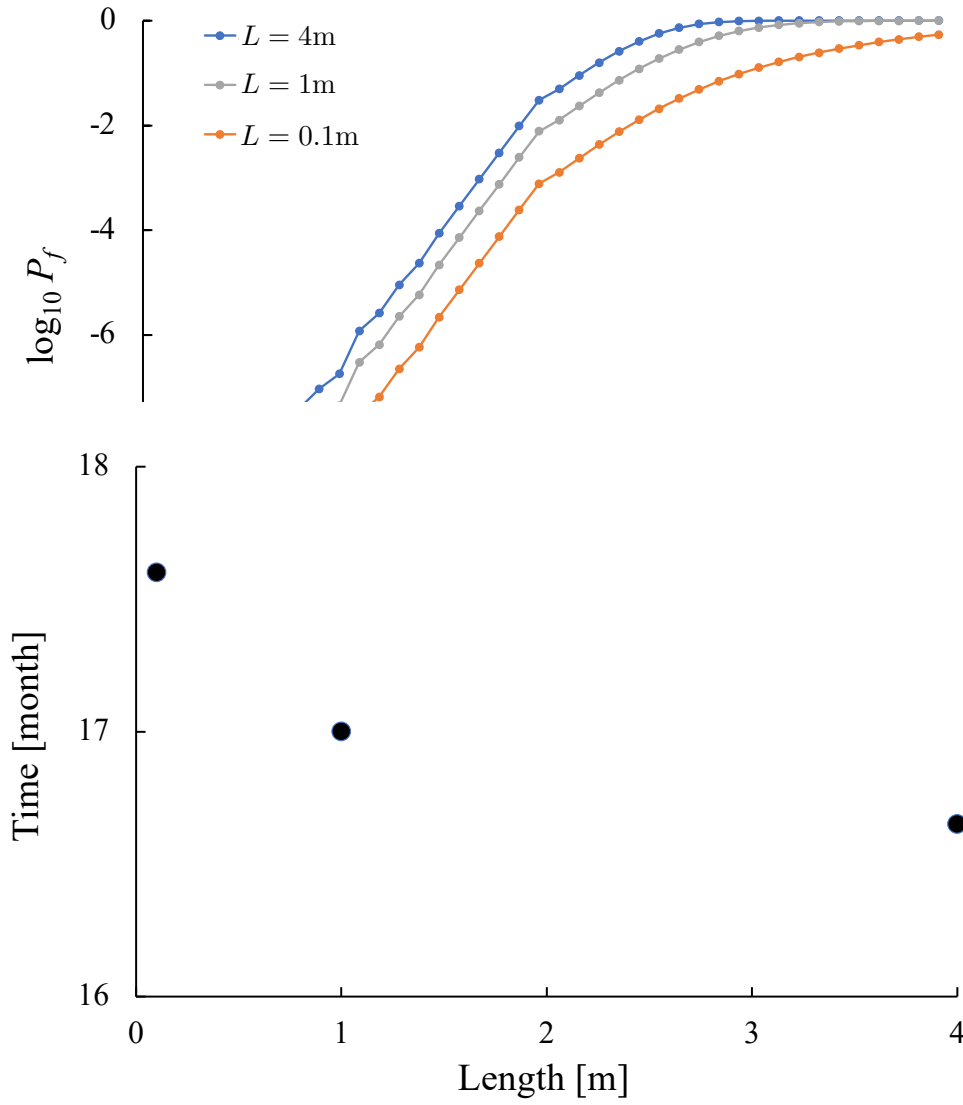 0
L = 4m
L = 1m
-2
L = 0.1m
-4
log₁₀ P_f
-6
18
17
Time [month]
16
0 1 2 3 4
Length [m]